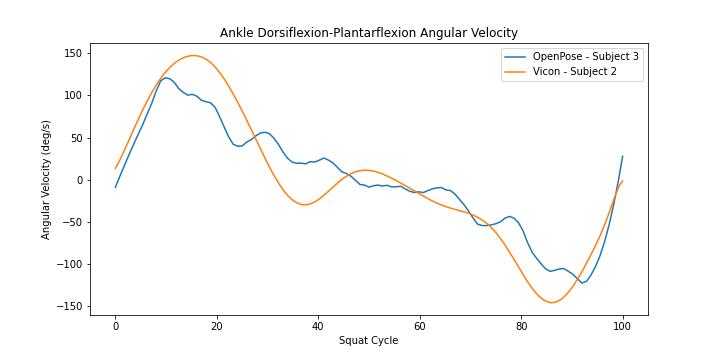 Ankle Dorsiflexion-Plantarflexion Angular Velocity
OpenPose - Subject 3
Vicon - Subject 2
Angular Velocity (deg/s)
150
100
50
0
−50
−100
−150
0 20 40 60 80 100
Squat Cycle